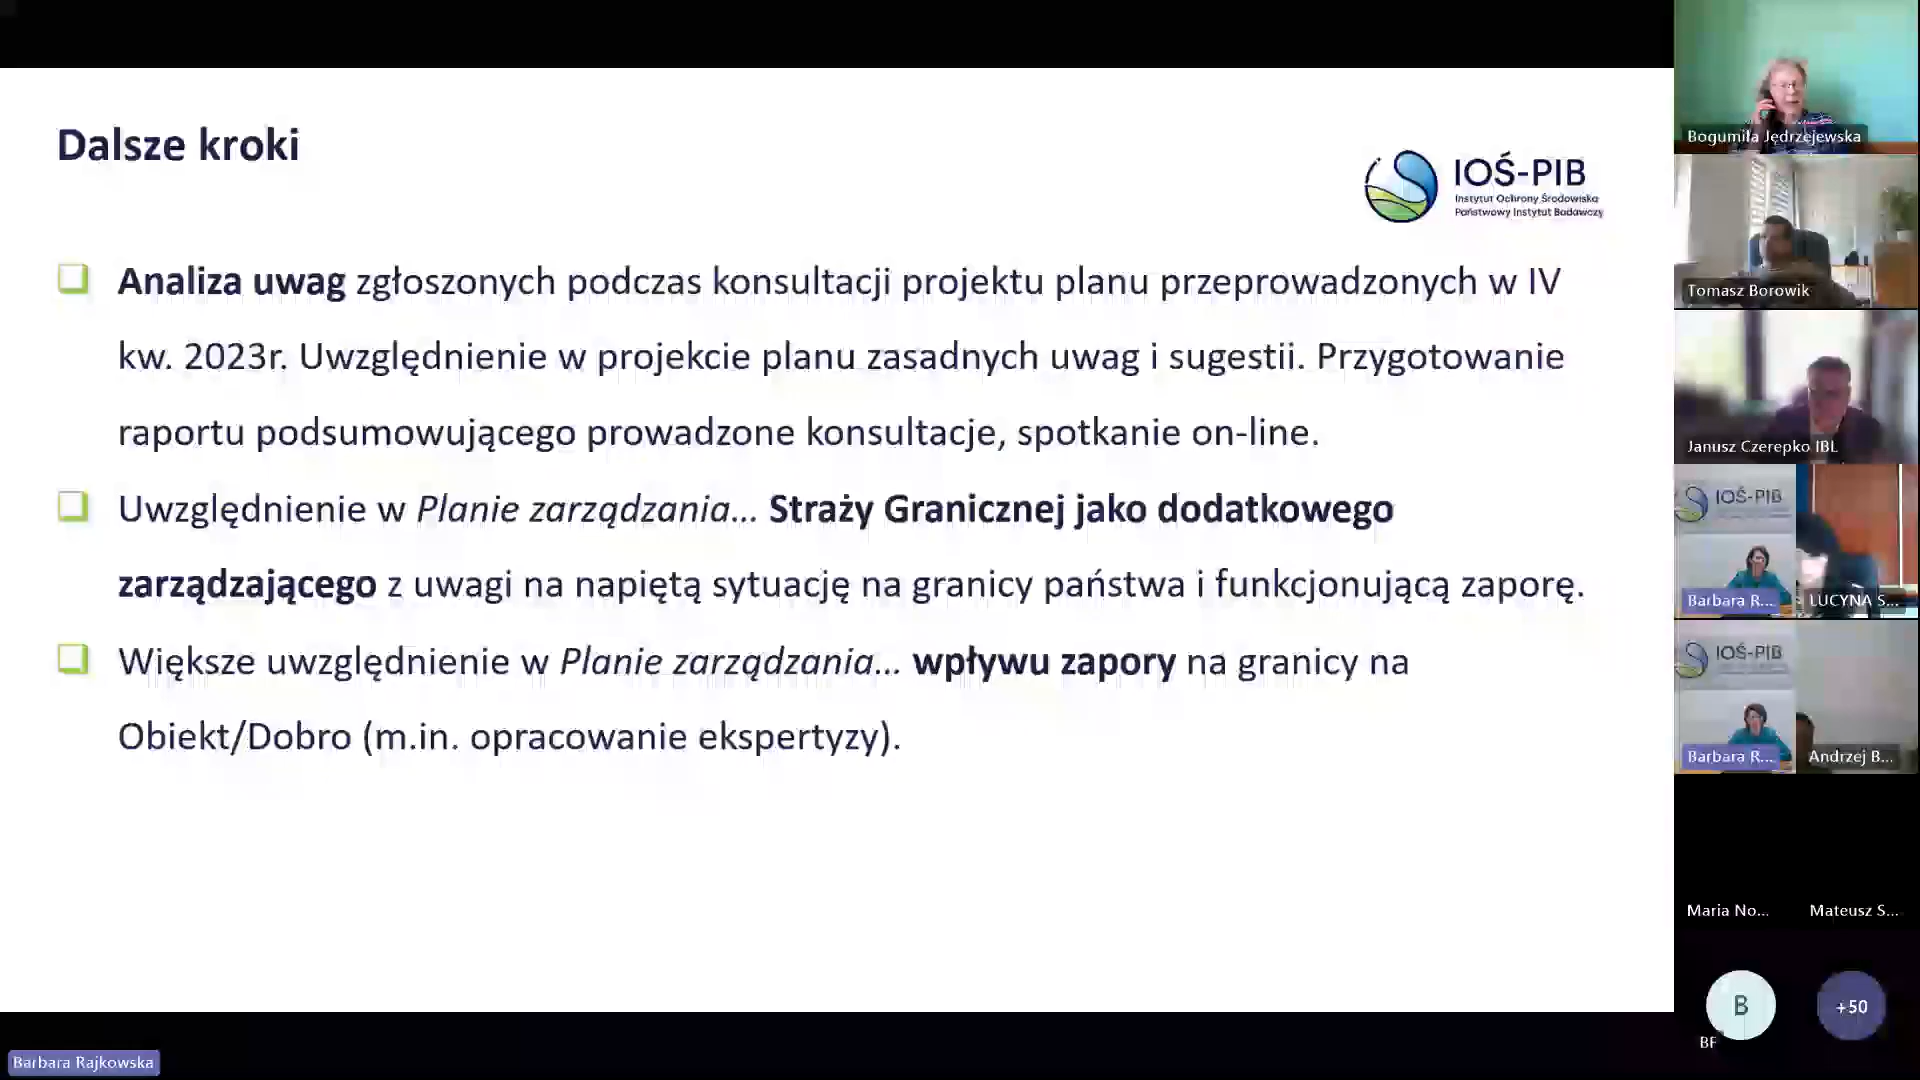 Dalsze kroki
IOŚ-PIB
Instytut Ochrony Środowiska
Państwowy Instytut Badawczy
Analiza uwag zgłoszonych podczas konsultacji projektu planu przeprowadzonych w IV
kw. 2023r. Uwzględnienie w projekcie planu zasadnych uwag i sugestii. Przygotowanie
raportu podsumowującego prowadzone konsultacje, spotkanie on-line.
Uwzględnienie w Planie zarządzania... Straży Granicznej jako dodatkowego
zarządzającego z uwagi na napiętą sytuację na granicy państwa i funkcjonującą zaporę.
Większe uwzględnienie w Planie zarządzania... wpływu zapory na granicy na
Obiekt/Dobro (m.in. opracowanie ekspertyzy).
Barbara Rajkowska
Bogumiła Jędrzejewska
Tomasz Borowik
Janusz Czerepko IBL
IOŚ-PIB
Barbara R...
LUCYNA S...
IOŚ-PIB
Barbara R...
Andrzej B...
Maria No...
Mateusz S...
B
+50
BF